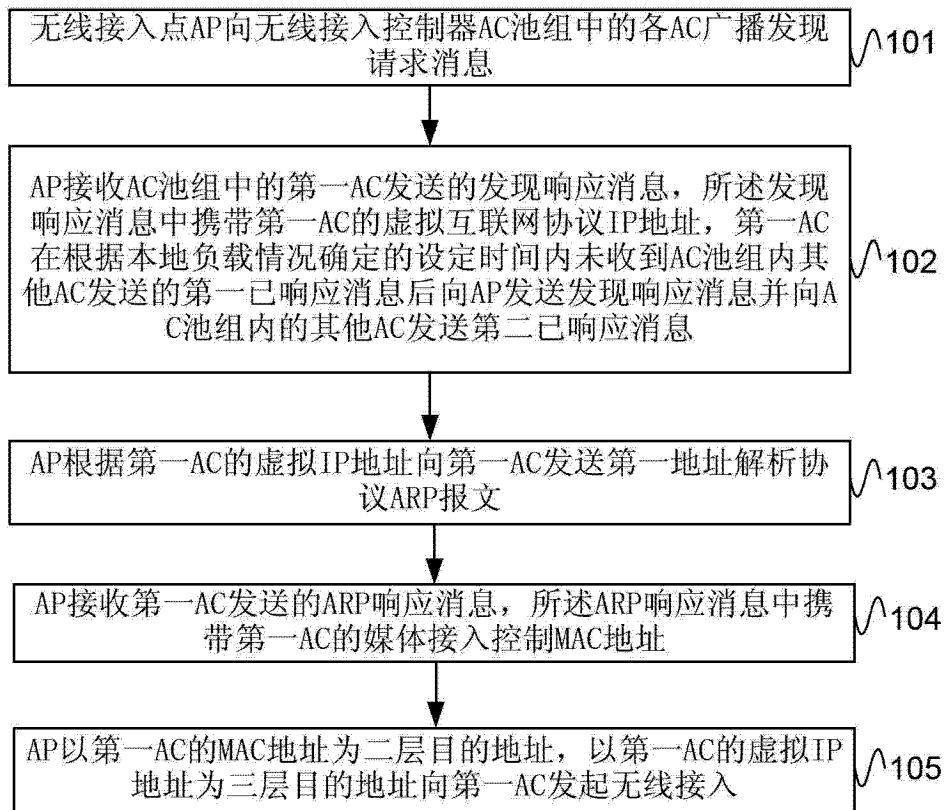 无线接入点AP向无线接入控制器AC池组中的各AC广播发现
请求消息
101
AP接收AC池组中的第一AC发送的发现响应消息，所述发现
响应消息中携带第一AC的虚拟互联网协议IP地址，第一AC
在根据本地负载情况确定的设定时间内未收到AC池组内其
他AC发送的第一已响应消息后向AP发送发现响应消息并向A
C池组内的其他AC发送第二已响应消息
102
AP根据第一AC的虚拟IP地址向第一AC发送第一地址解析协
议ARP报文
103
AP接收第一AC发送的ARP响应消息，所述ARP响应消息中携
带第一AC的媒体接入控制MAC地址
104
AP以第一AC的MAC地址为二层目的地址，以第一AC的虚拟IP
地址为三层目的地址向第一AC发起无线接入
105